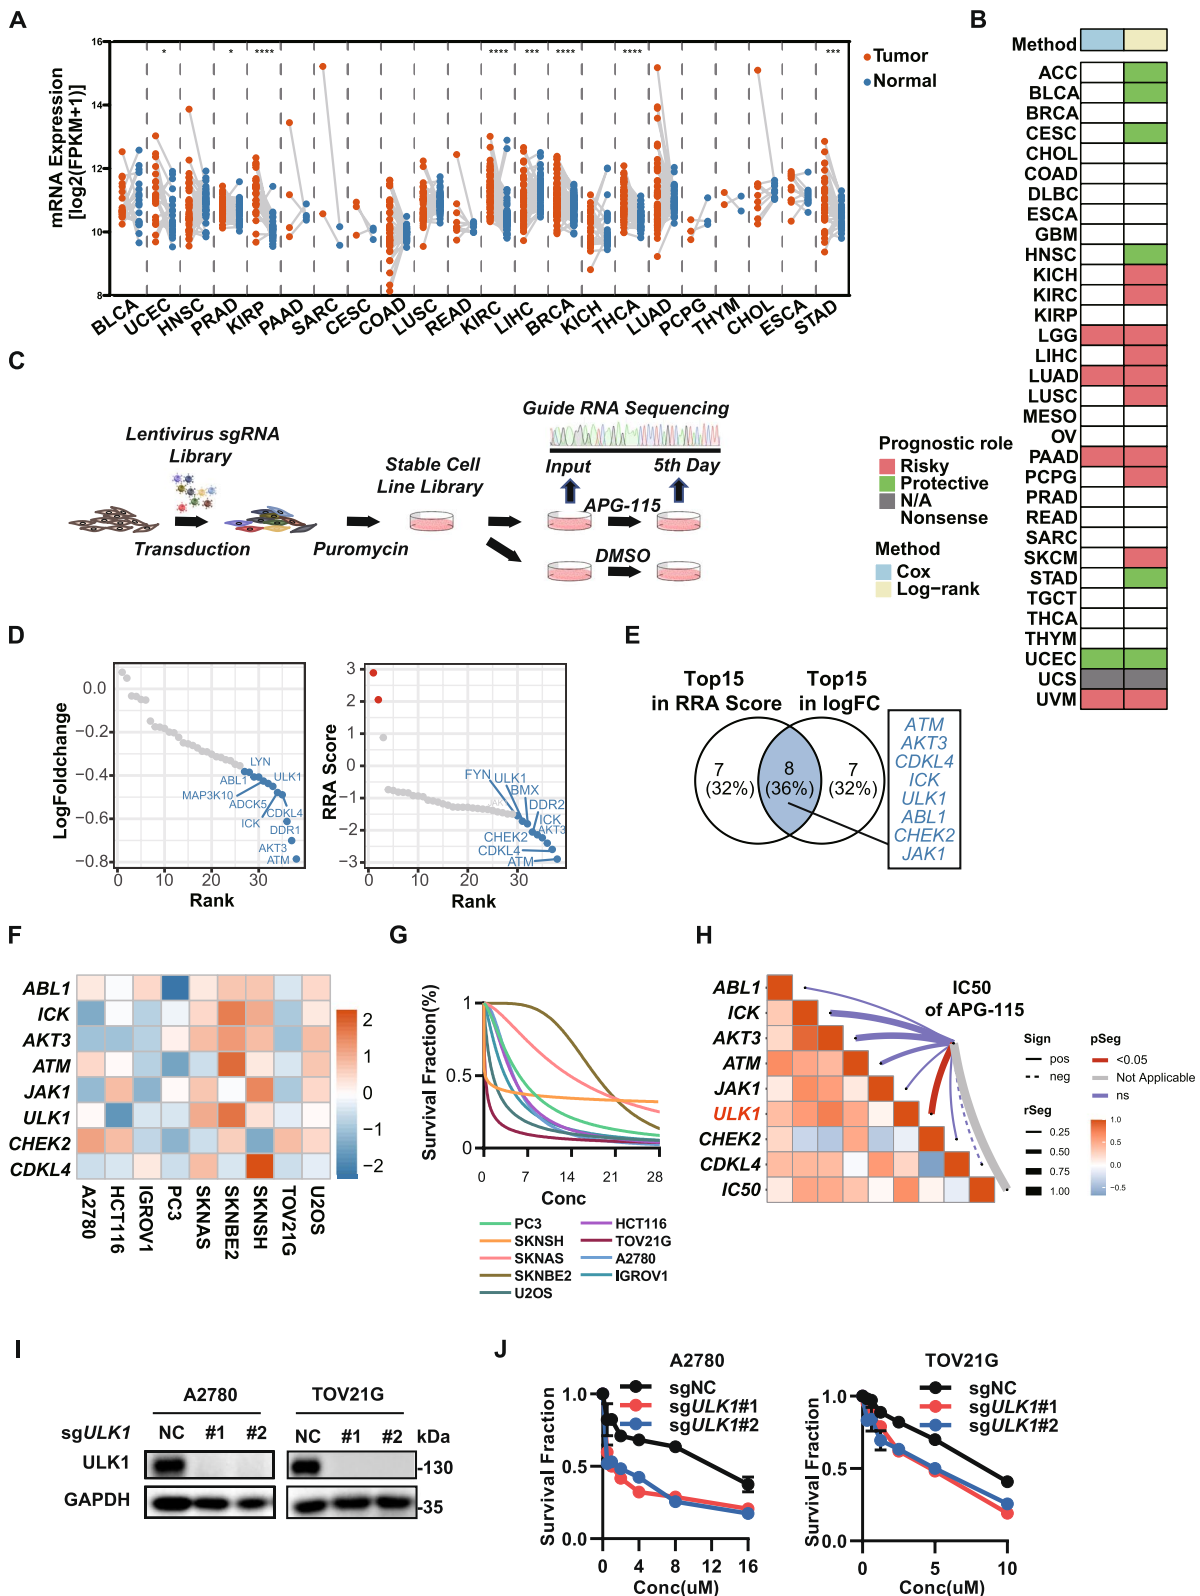 A
mRNA Expression
[log2(FPKM+1)]
16
14
12
10
8
* * **** **** *** **** **** ***
Tumor
Normal
BLCA UCEC HNSC PRAD KIRP PAAD SARC CESC COAD LUSC READ KIRC LIHC BRCA KICH THCA LUAD PCPG THYM CHOL ESCA STAD
B
Method
ACC
BLCA
BRCA
CESC
CHOL
COAD
DLBC
ESCA
GBM
HNSC
KICH
KIRC
KIRP
LGG
LIHC
LUAD
LUSC
MESO
OV
PAAD
PCPG
PRAD
READ
SARC
SKCM
STAD
TGCT
THCA
THYM
UCEC
UCS
UVM
Prognostic role
Risky
Protective
N/A
Nonsense
Method
Cox
Log-rank
C
Lentivirus sgRNA
Library
Transduction
Puromycin
Stable Cell
Line Library
Guide RNA Sequencing
Input
5th Day
APG-115
DMSO
D
LogFoldchange
0.0
−0.2
−0.4
−0.6
−0.8
LYN
ABL1
ULK1
MAP3K10
ADCK5
CDKL4
ICK
DDR1
AKT3
ATM
0 10 20 30
Rank
RRA Score
3
2
1
0
−1
−2
−3
FYN
ULK1
BMX
JAK1
DDR2
ICK
AKT3
CHEK2
CDKL4
ATM
0 10 20 30
Rank
E
Top15 Top15
in RRA Score in logFC
7 8 7
(32%) (36%) (32%)
ATM
AKT3
CDKL4
ICK
ULK1
ABL1
CHEK2
JAK1
F
ABL1
ICK
AKT3
ATM
JAK1
ULK1
CHEK2
CDKL4
A2780 HCT116 IGROV1 PC3 SKNAS SKNBE2 SKNSH TOV21G U2OS
2
1
0
−1
−2
G
Survival Fraction(%)
1
0.5
0
0 7 14 21 28
Conc
PC3
SKNSH
SKNAS
SKNBE2
U2OS
HCT116
TOV21G
A2780
IGROV1
H
ABL1
ICK
AKT3
ATM
JAK1
ULK1
CHEK2
CDKL4
IC50
IC50
of APG-115
Sign
pos
neg
rSeg
0.25
0.50
0.75
1.00
pSeg
<0.05
Not Applicable
ns
1.0
0.5
0.0
−0.5
I
A2780 TOV21G
sgULK1 NC #1 #2 NC #1 #2 kDa
ULK1 -130
GAPDH -35
J
A2780
Survival Fraction
1.0
0.5
0.0
sgNC
sgULK1#1
sgULK1#2
0 4 8 12 16
Conc(uM)
TOV21G
Survival Fraction
1.0
0.5
0.0
sgNC
sgULK1#1
sgULK1#2
0 5 10
Conc(uM)